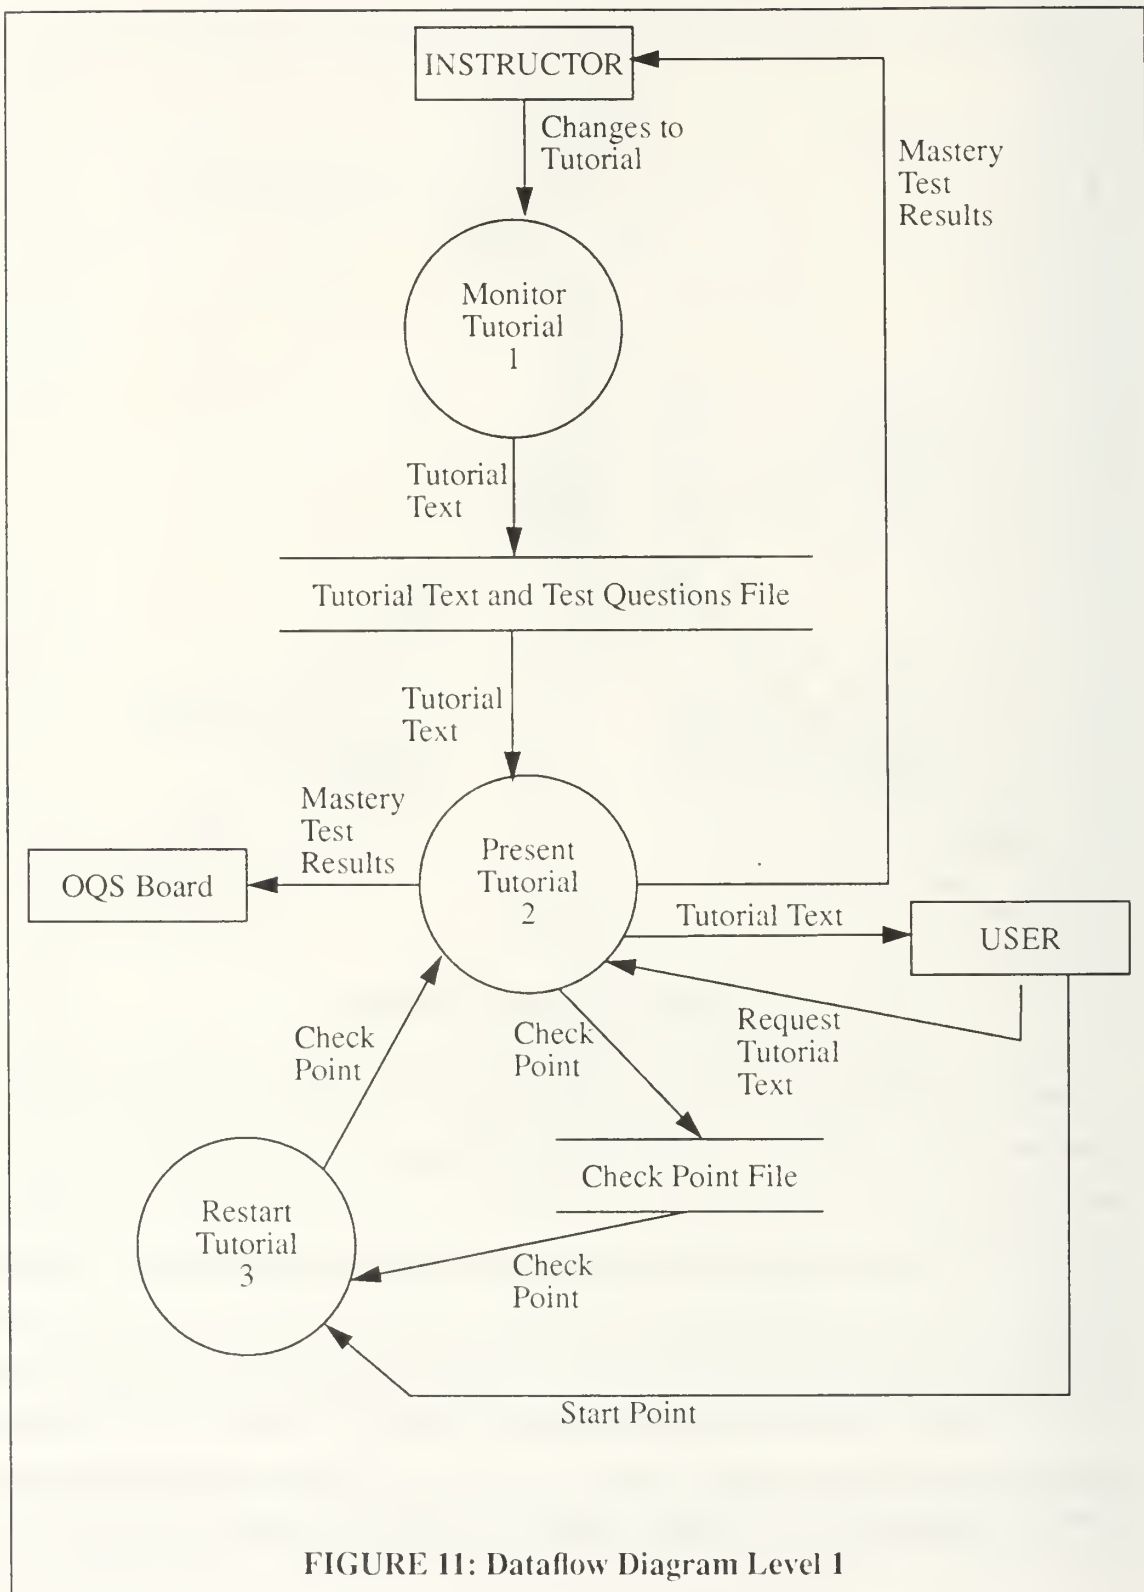 INSTRUCTOR
Changes to
Tutorial
Mastery
Test
Results
Monitor
Tutorial
1
Tutorial
Text
Tutorial Text and Test Questions File
Tutorial
Text
Mastery
Test
Results
OQS Board
Present
Tutorial
2
Tutorial Text
USER
Check
Point
Check
Point
Request
Tutorial
Text
Check Point File
Restart
Tutorial
3
Check
Point
Start Point
FIGURE 11: Dataflow Diagram Level 1